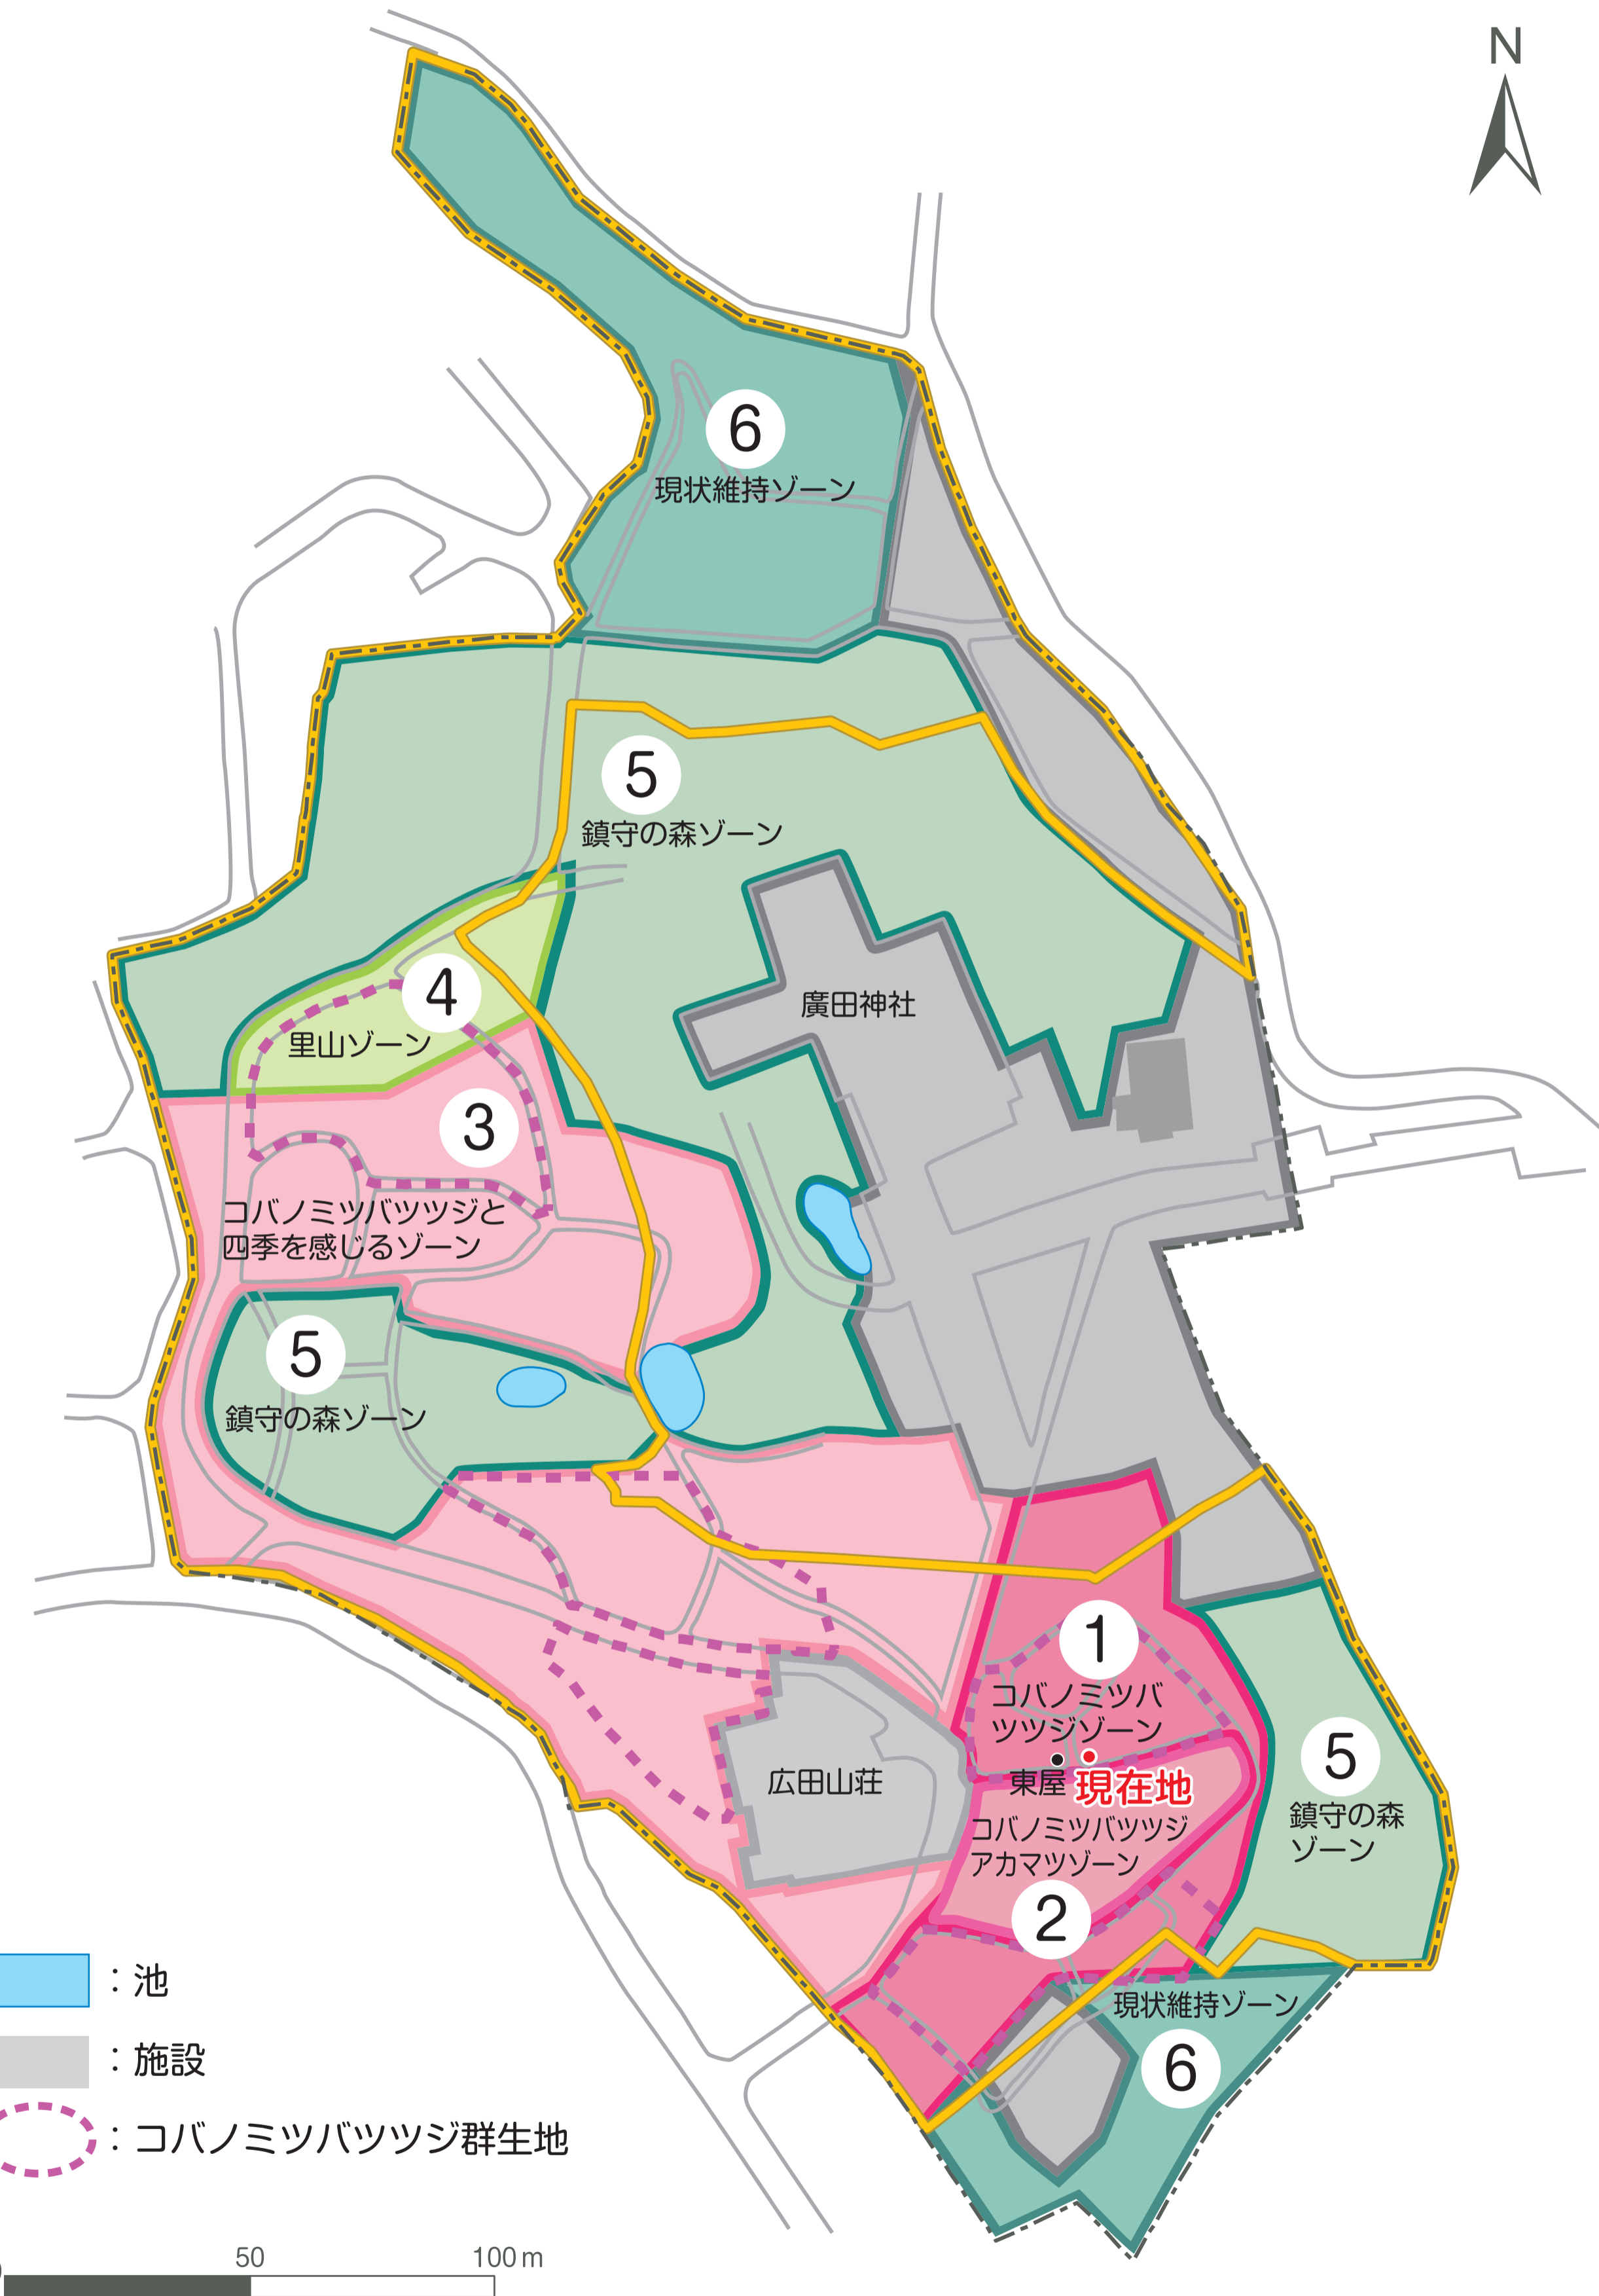 N
6
現状維持ゾーン
5
鎮守の森ゾーン
廣田神社
4
里山ゾーン
3
コバノミツバツツジと
四季を感じるゾーン
5
鎮守の森ゾーン
1
コバノミツバ
ツツジゾーン
東屋
現在地
広田山荘
5
鎮守の森
ゾーン
コバノミツバツツジ
アカマツゾーン
2
現状維持ゾーン
6
：池
：施設
：コバノミツバツツジ群生地
50
100m